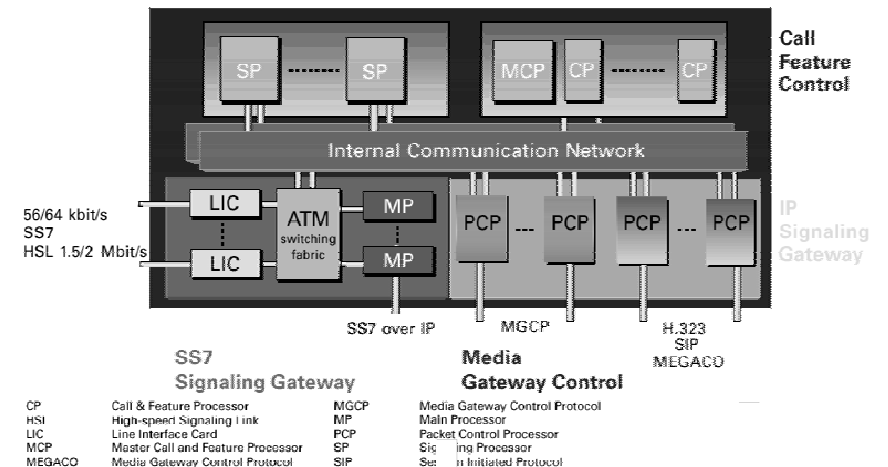 Call
Feature
Control
SP
SP
MCP
CP
CP
Internal Communication Network
56/64 kbit/s
SS7
HSL 1.5/2 Mbit/s
LIC
LIC
ATM
switching
fabric
MP
MP
PCP
PCP
PCP
PCP
IP
Signaling
Gateway
SS7 over IP
MGCP
H.323
SIP
MEGACO
SS7
Signaling Gateway
Media
Gateway Control
CP Call & Feature Processor MGCP Media Gateway Control Protocol
HSL High-speed Signaling Link MP Main Processor
LIC Line Interface Card PCP Packet Control Processor
MCP Master Call and Feature Processor SP Processor
MEGACO Media Gateway Control Protocol SIP Initiated Protocol